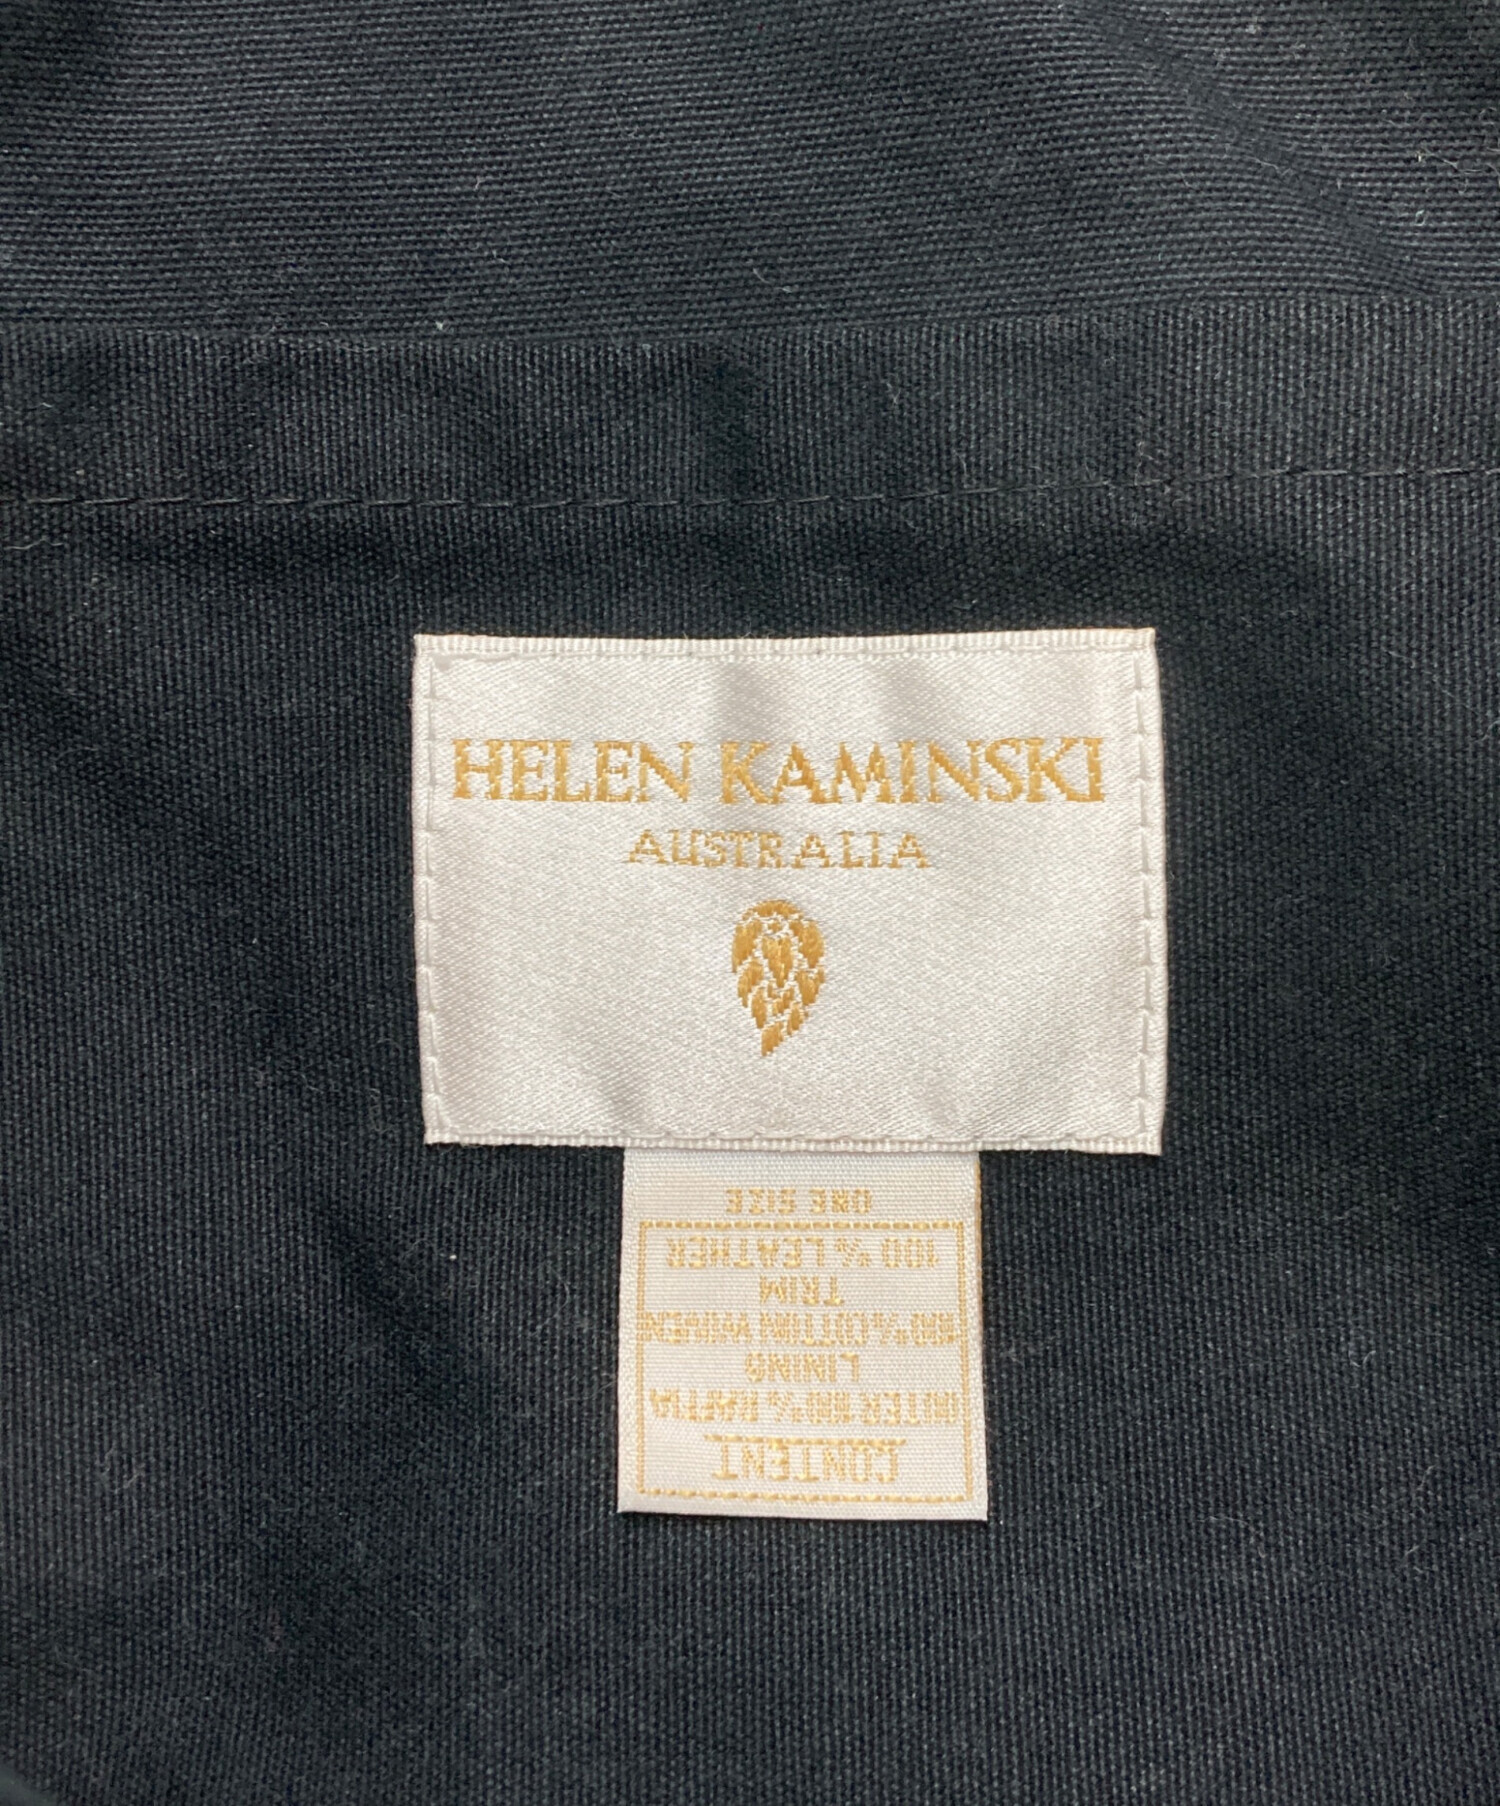 HELEN KAMINSKI
AUSTRALIA
CONTENT
OUTER 100% RAFFIA
LINING
100% COTTON WOVEN
TRIM
100% LEATHER
ONE SIZE